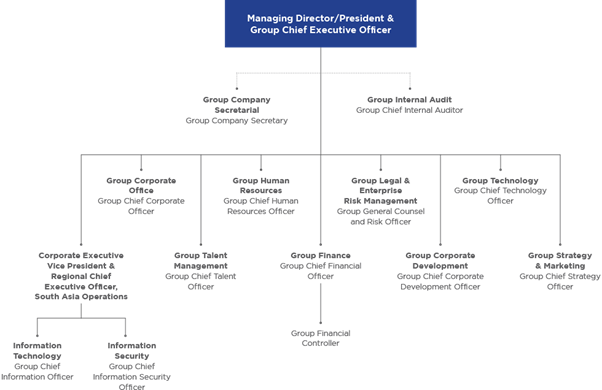 Managing Director/President &
Group Chief Executive Officer
Group Company
Secretarial
Group Company Secretary
Group Internal Audit
Group Chief Internal Auditor
Group Corporate
Office
Group Chief Corporate
Officer
Group Human
Resources
Group Chief Human
Resources Officer
Group Legal &
Enterprise
Risk Management
Group General Counsel
and Risk Officer
Group Technology
Group Chief Technology
Officer
Corporate Executive
Vice President &
Regional Chief
Executive Officer,
South Asia Operations
Group Talent
Management
Group Chief Talent
Officer
Group Finance
Group Chief Financial
Officer
Group Corporate
Development
Group Chief Corporate
Development Officer
Group Strategy
& Marketing
Group Chief Strategy
Officer
Group Financial
Controller
Information
Technology
Group Chief
Information Officer
Information
Security
Group Chief
Information Security
Officer